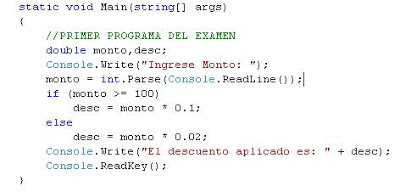 static void Main(string[] args)
{
//PRIMER PROGRAMA DEL EXAMEN
double monto,desc;
Console.Write("Ingrese Monto: ");
monto = int.Parse(Console.ReadLine());
if (monto >= 100)
desc = monto * 0.1;
else
desc = monto * 0.02;
Console.Write("El descuento aplicado es: " + desc);
Console.ReadKey();
}